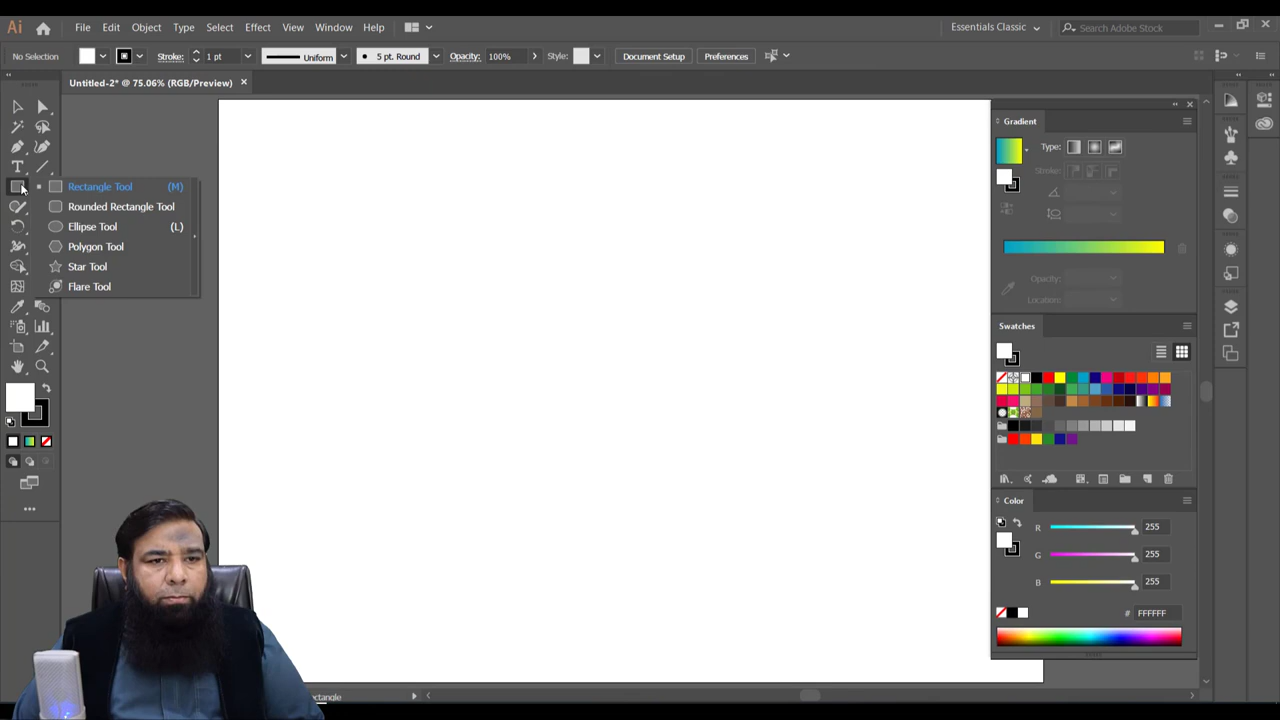 Ai File Edit Object Type Select Effect View Window Help Essentials Classic Search Adobe Stock
No Selection Stroke: 1 pt Uniform 5 pt. Round Opacity: 100% Style: Document Setup Preferences
Untitled-2* @ 75.06% (RGB/Preview)
Rectangle Tool (M)
Rounded Rectangle Tool
Ellipse Tool (L)
Polygon Tool
Star Tool
Flare Tool
Gradient
Type:
Stroke:
Opacity:
Location:
Swatches
Color
R 255
G 255
B 255
# FFFFFF